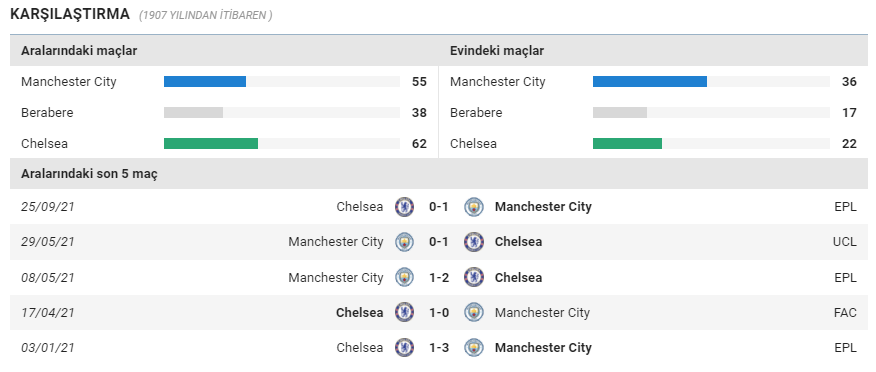 KARŞILAŞTIRMA (1907 YILINDAN İTİBAREN )
Aralarındaki maçlar Evindeki maçlar
Manchester City 55 Manchester City 36
Berabere 38 Berabere 17
Chelsea 62 Chelsea 22
Aralarındaki son 5 maç
25/09/21 Chelsea 0-1 Manchester City EPL
29/05/21 Manchester City 0-1 Chelsea UCL
08/05/21 Manchester City 1-2 Chelsea EPL
17/04/21 Chelsea 1-0 Manchester City FAC
03/01/21 Chelsea 1-3 Manchester City EPL